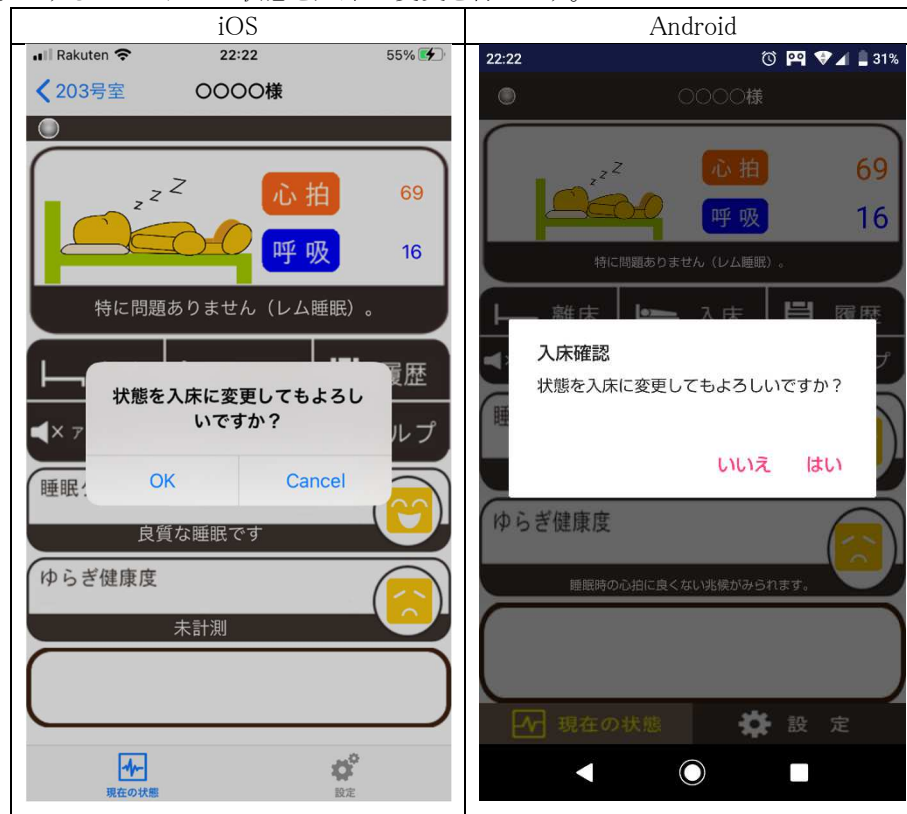 iOS
Android
Rakuten
22:22
55%
203号室
〇〇〇〇様
z z Z
心拍
69
呼吸
16
特に問題ありません（レム睡眠）。
履歴
状態を入床に変更してもよろし
いですか？
× ア
ルプ
OK
Cancel
睡眠
良質な睡眠です
ゆらぎ健康度
未計測
現在の状態
設定
22:22
31%
〇〇〇〇様
z z Z
心拍
69
呼吸
16
特に問題ありません（レム睡眠）。
離床
入床
履歴
入床確認
状態を入床に変更してもよろしいですか？
プ
睡
いいえ
はい
ゆらぎ健康度
睡眠時の心拍に良くない兆候がみられます。
現在の状態
設 定